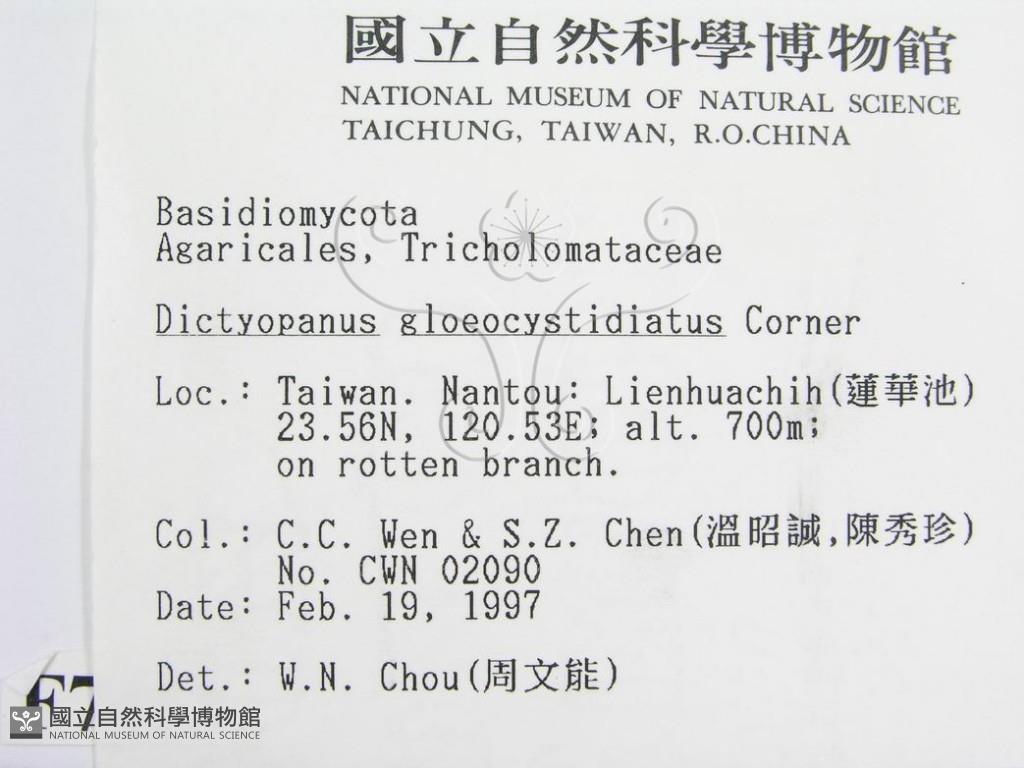 國立自然科學博物館
NATIONAL MUSEUM OF NATURAL SCIENCE
TAICHUNG, TAIWAN, R.O.CHINA
Basidiomycota
Agaricales, Tricholomataceae
Dictyopanus gloeocystidiatus Corner
Loc.: Taiwan. Nantou: Lienhuachih(蓮華池)
23.56N, 120.53E; alt. 700m;
on rotten branch.
Col.: C.C. Wen & S.Z. Chen(溫昭誠,陳秀珍)
No. CWN 02090
Date: Feb. 19, 1997
Det.: W.N. Chou(周文能)
F7
國立自然科學博物館
NATIONAL MUSEUM OF NATURAL SCIENCE